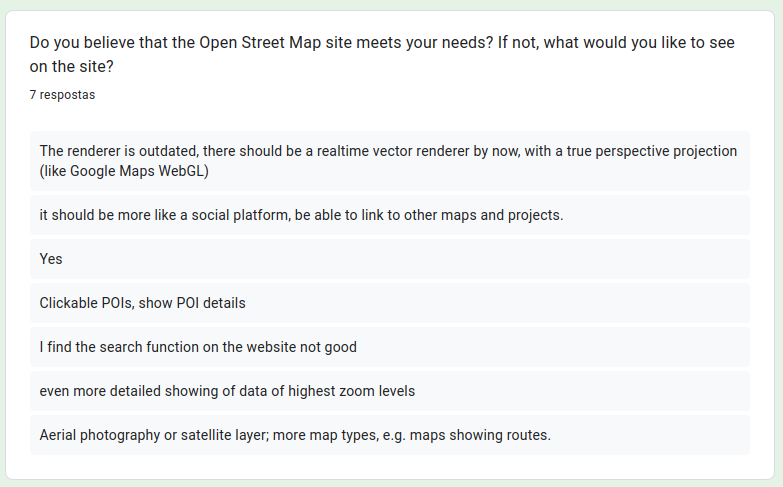 Do you believe that the Open Street Map site meets your needs? If not, what would you like to see
on the site?
7 respostas
The renderer is outdated, there should be a realtime vector renderer by now, with a true perspective projection
(like Google Maps WebGL)
it should be more like a social platform, be able to link to other maps and projects.
Yes
Clickable POIs, show POI details
I find the search function on the website not good
even more detailed showing of data of highest zoom levels
Aerial photography or satellite layer; more map types, e.g. maps showing routes.